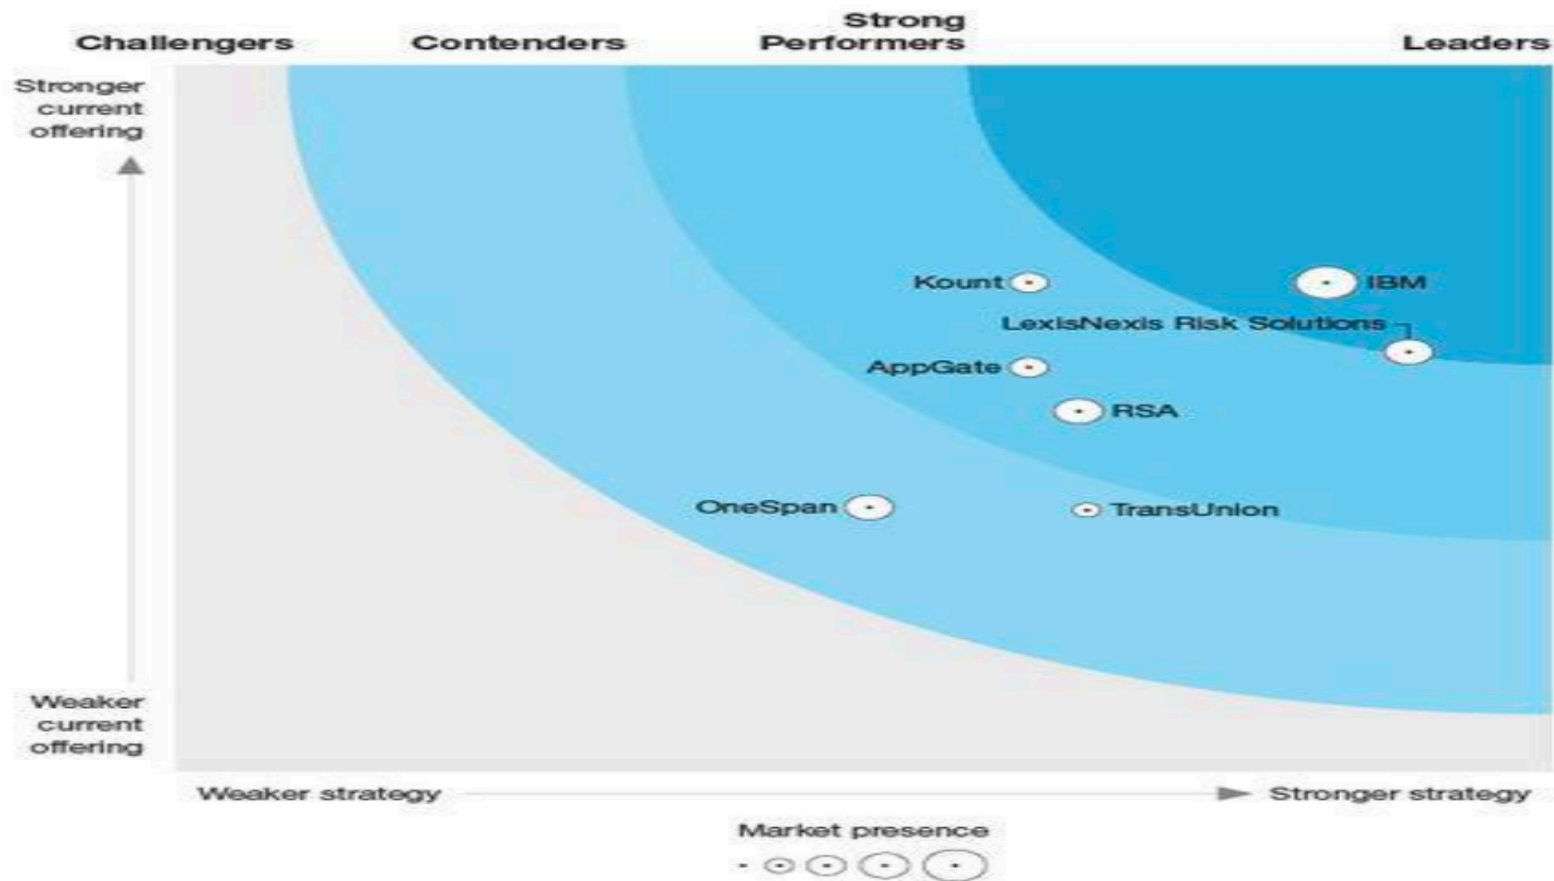 Strong
Challengers Contenders Performers Leaders
Stronger
current
offering
Kount
IBM
LexisNexis Risk Solutions
AppGate
RSA
OneSpan
TransUnion
Weaker
current
offering
Weaker strategy
Stronger strategy
Market presence